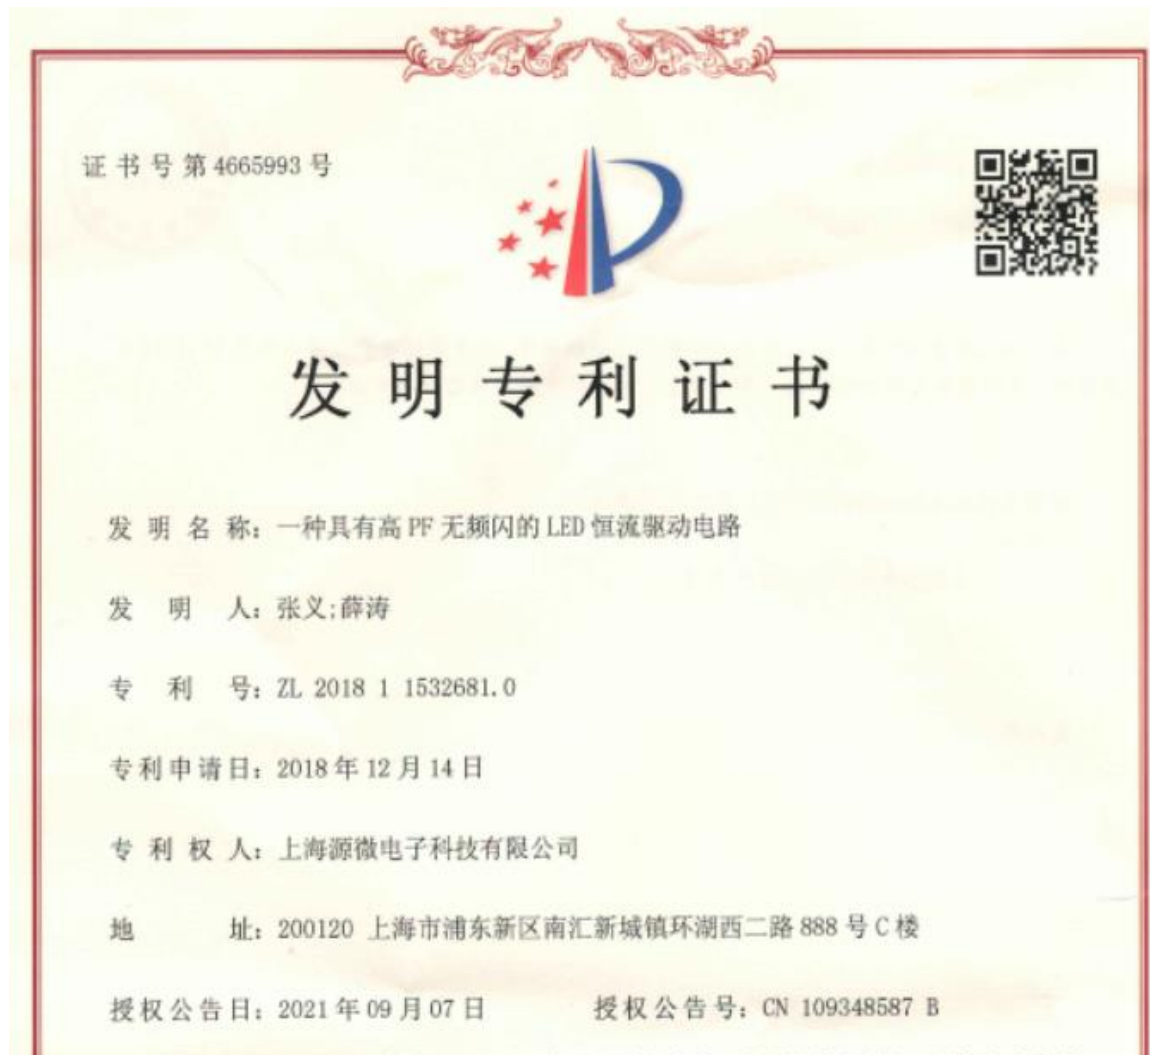 证书号第4665993号
发明专利证书
发明名称：一种具有高PF无频闪的LED恒流驱动电路
发明人：张义;薛涛
专利号：ZL 2018 1 1532681.0
专利申请日：2018年12月14日
专利权人：上海源微电子科技有限公司
地址：200120 上海市浦东新区南汇新城镇环湖西二路888号C楼
授权公告日：2021年09月07日 授权公告号：CN 109348587 B